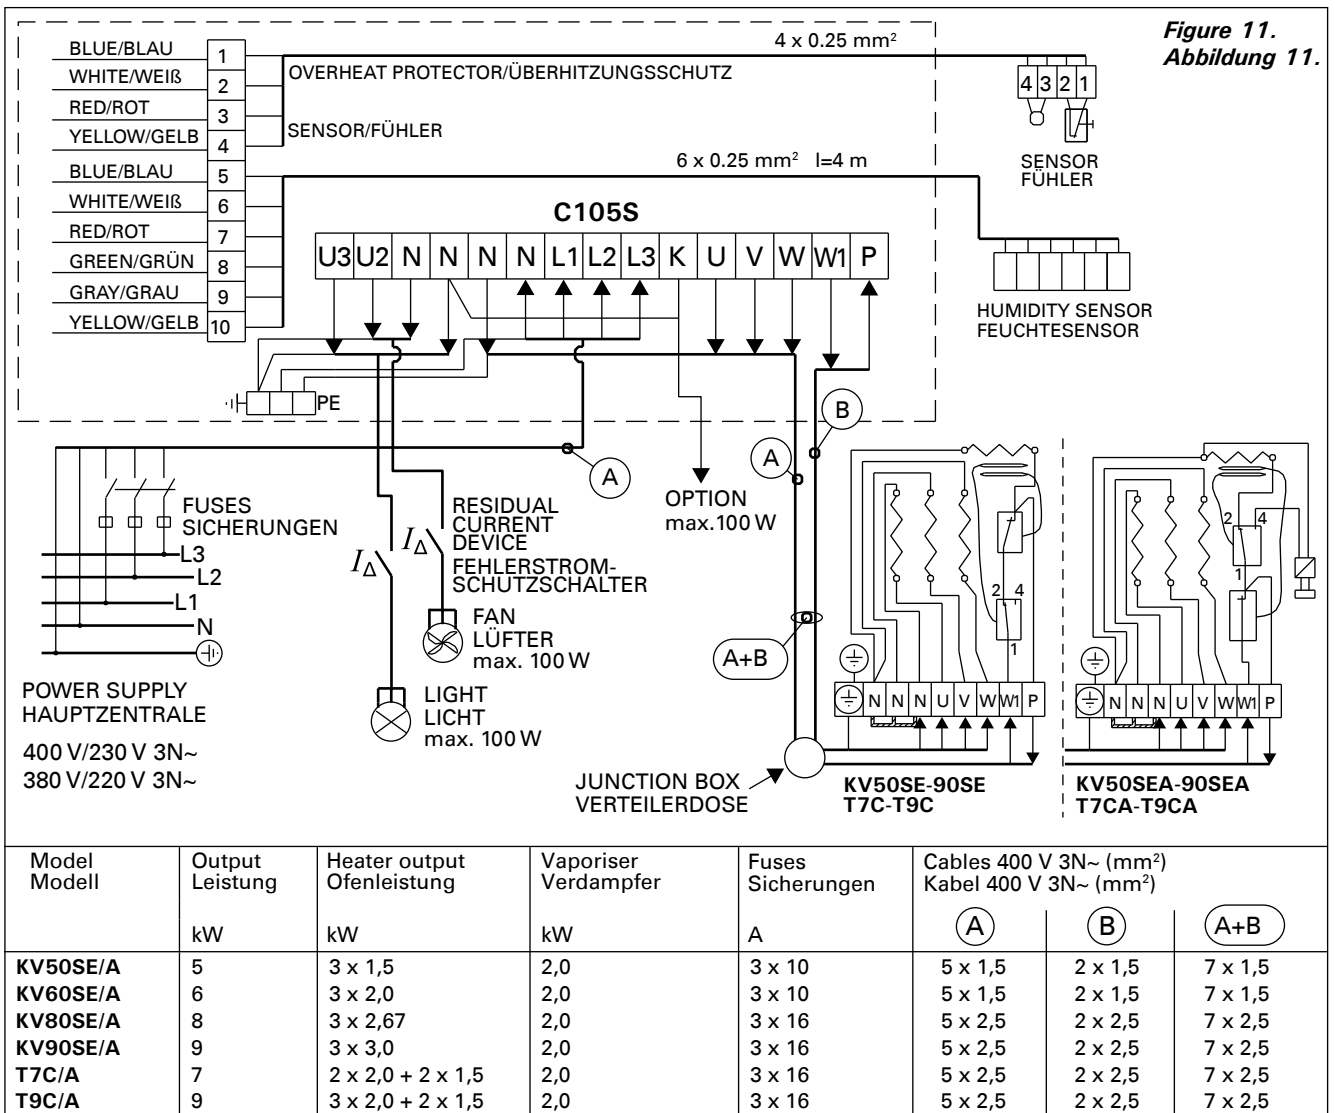 Figure 11.
Abbildung 11.
BLUE/BLAU 1
WHITE/WEIß 2
RED/ROT 3
YELLOW/GELB 4
BLUE/BLAU 5
WHITE/WEIß 6
RED/ROT 7
GREEN/GRÜN 8
GRAY/GRAU 9
YELLOW/GELB 10
4 x 0.25 mm²
OVERHEAT PROTECTOR/ÜBERHITZUNGSSCHUTZ
SENSOR/FÜHLER
6 x 0.25 mm² l=4 m
4 3 2 1
SENSOR
FÜHLER
C105S
U3 U2 N N N N L1 L2 L3 K U V W W1 P
HUMIDITY SENSOR
FEUCHTESENSOR
PE
B
A
A
A+B
OPTION
max.100 W
FUSES
SICHERUNGEN
L3
L2
L1
N
POWER SUPPLY
HAUPTZENTRALE
400 V/230 V 3N~
380 V/220 V 3N~
RESIDUAL
CURRENT
DEVICE
FEHLERSTROM-
SCHUTZSCHALTER
I∆
I∆
FAN
LÜFTER
max. 100 W
LIGHT
LICHT
max. 100 W
JUNCTION BOX
VERTEILERDOSE
2 4
1
N N N U V W W1 P
KV50SE-90SE
T7C-T9C
2 4
1
N N N U V W W1 P
KV50SEA-90SEA
T7CA-T9CA
Model Output Heater output Vaporiser Fuses Cables 400 V 3N~ (mm²)
Modell Leistung Ofenleistung Verdampfer Sicherungen Kabel 400 V 3N~ (mm²)
kW kW kW A A B A+B
KV50SE/A 5 3 x 1,5 2,0 3 x 10 5 x 1,5 2 x 1,5 7 x 1,5
KV60SE/A 6 3 x 2,0 2,0 3 x 10 5 x 1,5 2 x 1,5 7 x 1,5
KV80SE/A 8 3 x 2,67 2,0 3 x 16 5 x 2,5 2 x 2,5 7 x 2,5
KV90SE/A 9 3 x 3,0 2,0 3 x 16 5 x 2,5 2 x 2,5 7 x 2,5
T7C/A 7 2 x 2,0 + 2 x 1,5 2,0 3 x 16 5 x 2,5 2 x 2,5 7 x 2,5
T9C/A 9 3 x 2,0 + 2 x 1,5 2,0 3 x 16 5 x 2,5 2 x 2,5 7 x 2,5